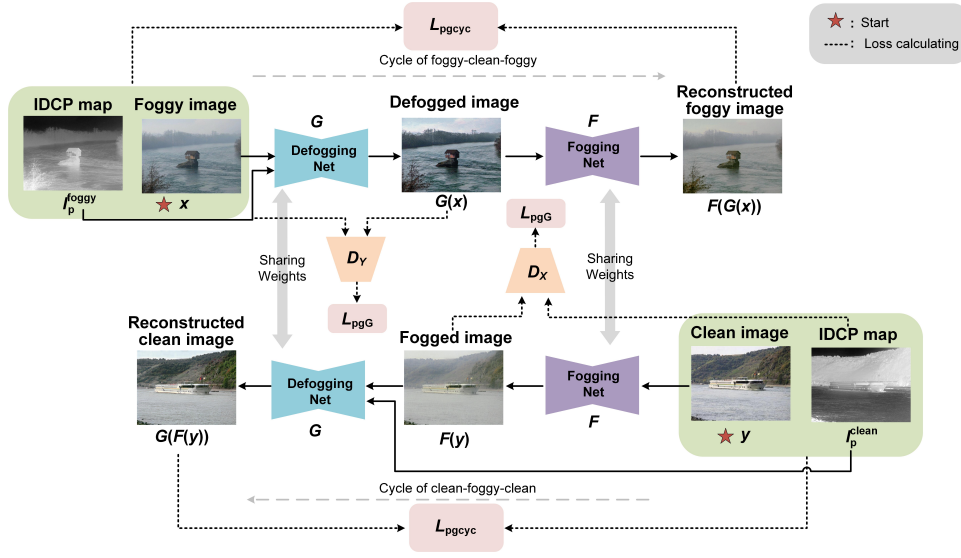 L_pgcyc
★ : Start
: Loss calculating
Cycle of foggy-clean-foggy
IDCP map
Foggy image
G
Defogged image
F
Reconstructed
foggy image
Defogging
Net
Fogging
Net
I_p^foggy
★ x
G(x)
F(G(x))
L_pgG
Sharing
Weights
D_Y
D_X
Sharing
Weights
L_pgG
Reconstructed
clean image
Fogged image
Clean image
IDCP map
Defogging
Net
Fogging
Net
G(F(y))
G
F(y)
F
★ y
I_p^clean
Cycle of clean-foggy-clean
L_pgcyc